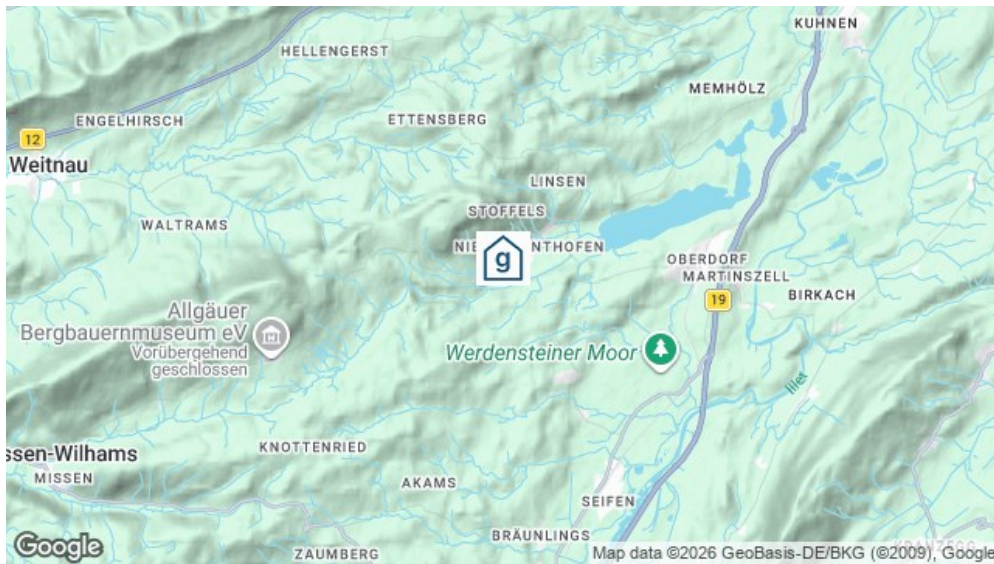 KUHNEN
HELLENGERST
MEMHÖLZ
ENGELHIRSCH
ETTENSBERG
12
Weitnau
LINSEN
STOFFELS
WALTRAMS
g
OBERDORF
MARTINSZELL
19
BIRKACH
Allgäuer
Bergbauernmuseum eV
Vorübergehend
geschlossen
Werdensteiner Moor
Iller
KNOTTENRIED
ssen-Wilhams
MISSEN
AKAMS
SEIFEN
BRÄUNLINGS
ZAUMBERG
Google
Map data ©2026 GeoBasis-DE/BKG (©2009), Google